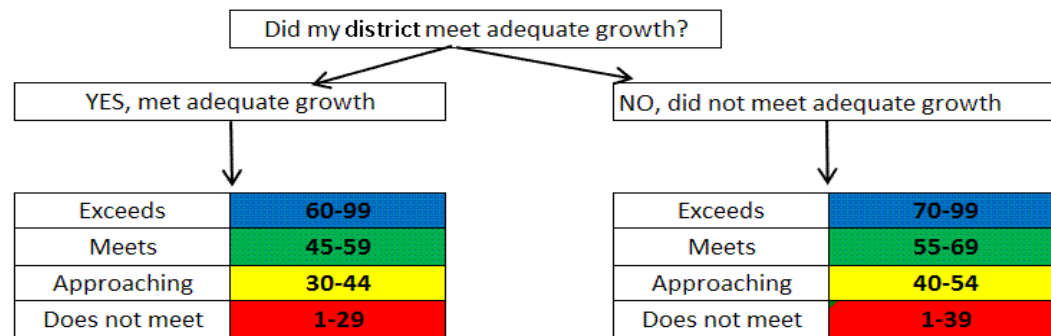 Did my district meet adequate growth?
YES, met adequate growth
NO, did not meet adequate growth
Exceeds 60-99
Meets 45-59
Approaching 30-44
Does not meet 1-29
Exceeds 70-99
Meets 55-69
Approaching 40-54
Does not meet 1-39